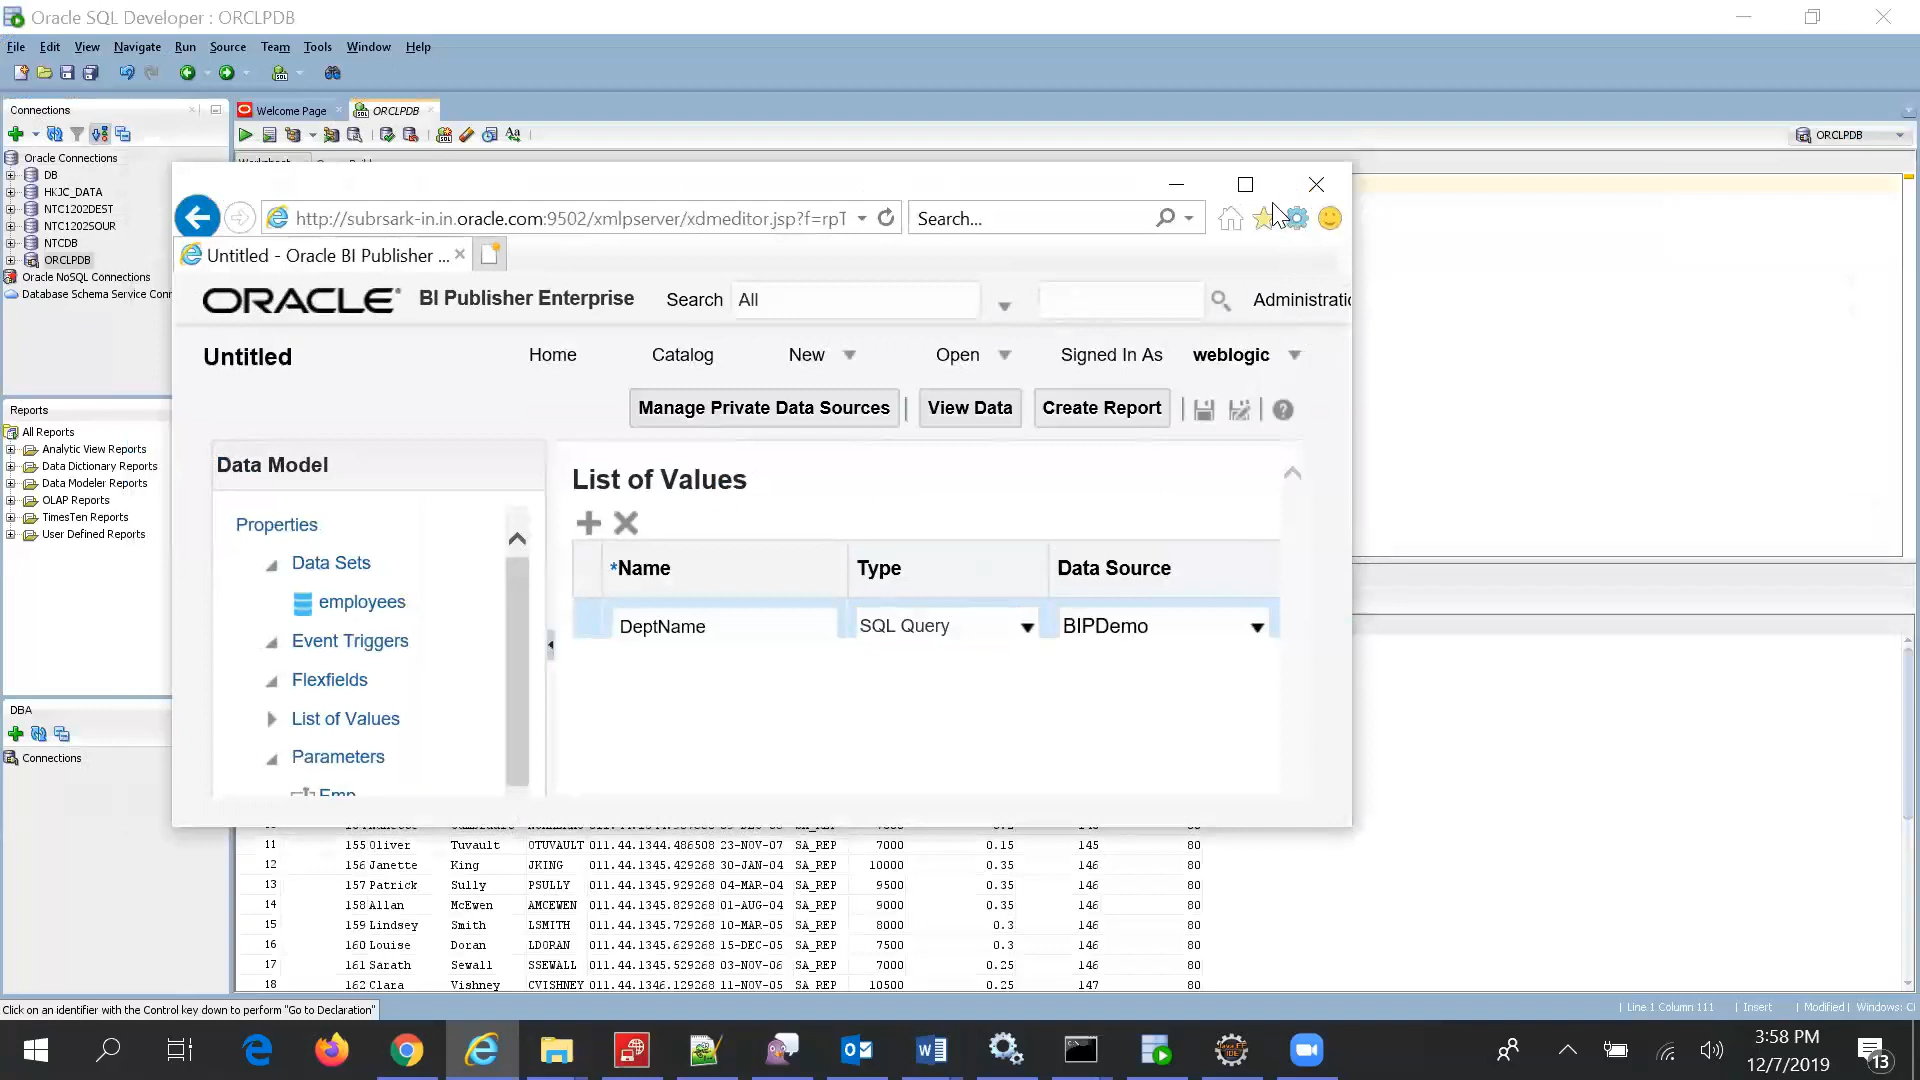 Oracle SQL Developer : ORCLPDB
File Edit View Navigate Run Source Team Tools Window Help
Connections
Welcome Page ORCLPDB
ORCLPDB
Oracle Connections
DB
HKJC_DATA
NTC1202DEST
NTC1202SOUR
NTCDB
ORCLPDB
Oracle NoSQL Connections
Database Schema Service Conr
Reports
All Reports
Analytic View Reports
Data Dictionary Reports
Data Modeler Reports
OLAP Reports
TimesTen Reports
User Defined Reports
DBA
Connections
http://subrsark-in.in.oracle.com:9502/xmlpserver/xdmeditor.jsp?f=rpT Search...
Untitled - Oracle BI Publisher ...
ORACLE BI Publisher Enterprise Search All Administratic
Untitled Home Catalog New Open Signed In As weblogic
Manage Private Data Sources View Data Create Report
Data Model
Properties
Data Sets
employees
Event Triggers
Flexfields
List of Values
Parameters
Emp
List of Values
*Name Type Data Source
DeptName SQL Query BIPDemo
11 155 Oliver Tuvault OTUVAULT 011.44.1344.486508 23-NOV-07 SA_REP 7000 0.15 145 80
12 156 Janette King JKING 011.44.1345.429268 30-JAN-04 SA_REP 10000 0.35 146 80
13 157 Patrick Sully PSULLY 011.44.1345.929268 04-MAR-04 SA_REP 9500 0.35 146 80
14 158 Allan McEwen AMCEWEN 011.44.1345.829268 01-AUG-04 SA_REP 9000 0.35 146 80
15 159 Lindsey Smith LSMITH 011.44.1345.729268 10-MAR-05 SA_REP 8000 0.3 146 80
16 160 Louise Doran LDORAN 011.44.1345.629268 15-DEC-05 SA_REP 7500 0.3 146 80
17 161 Sarath Sewall SSEWALL 011.44.1345.529268 03-NOV-06 SA_REP 7000 0.25 146 80
18 162 Clara Vishney CVISHNEY 011.44.1346.129268 11-NOV-05 SA_REP 10500 0.25 147 80
Click on an identifier with the Control key down to perform "Go to Declaration"
Line 1 Column 111 Insert Modified Windows: Cl
3:58 PM
12/7/2019
13